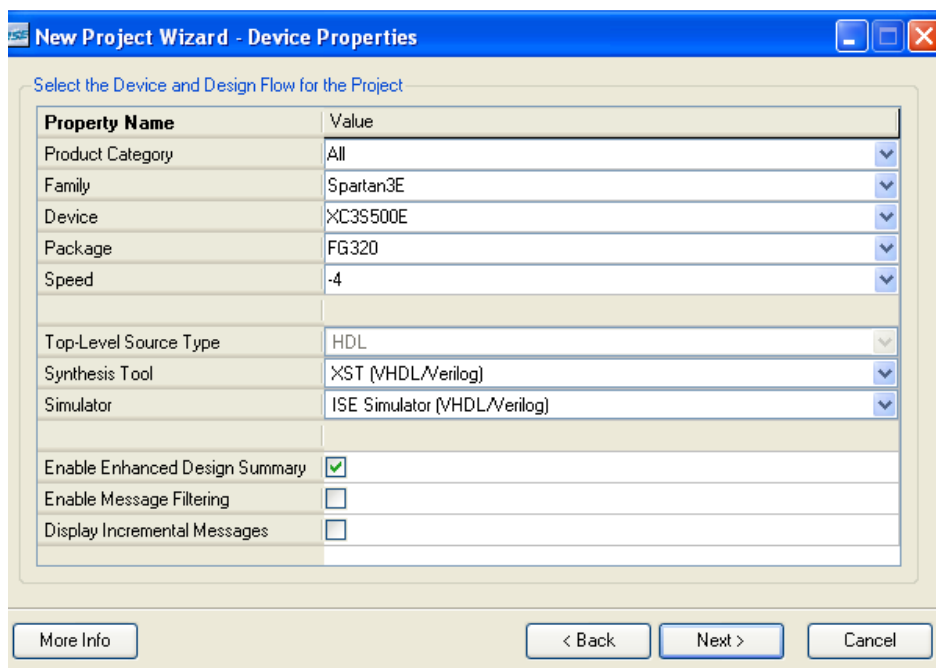 ISE New Project Wizard - Device Properties
Select the Device and Design Flow for the Project
Property Name Value
Product Category All
Family Spartan3E
Device XC3S500E
Package FG320
Speed -4
Top-Level Source Type HDL
Synthesis Tool XST (VHDL/Verilog)
Simulator ISE Simulator (VHDL/Verilog)
Enable Enhanced Design Summary
Enable Message Filtering
Display Incremental Messages
More Info < Back Next > Cancel